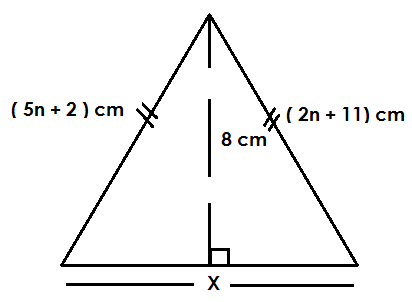 ( 5n + 2 ) cm
( 2n + 11) cm
8 cm
X